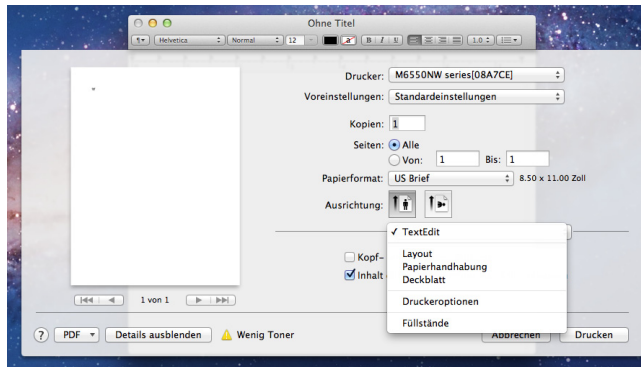 Ohne Titel
Helvetica Normal 12 a B I U 1.0
Drucker: M6550NW series[08A7CE]
Voreinstellungen: Standardeinstellungen
Kopien: 1
Seiten: Alle
Von: 1 Bis: 1
Papierformat: US Brief 8.50 x 11.00 Zoll
Ausrichtung:
✓ TextEdit
Layout
Kopf-
Papierhandhabung
Inhalt
Deckblatt
1 von 1
Druckeroptionen
Füllstände
? PDF Details ausblenden Wenig Toner Abbrechen Drucken